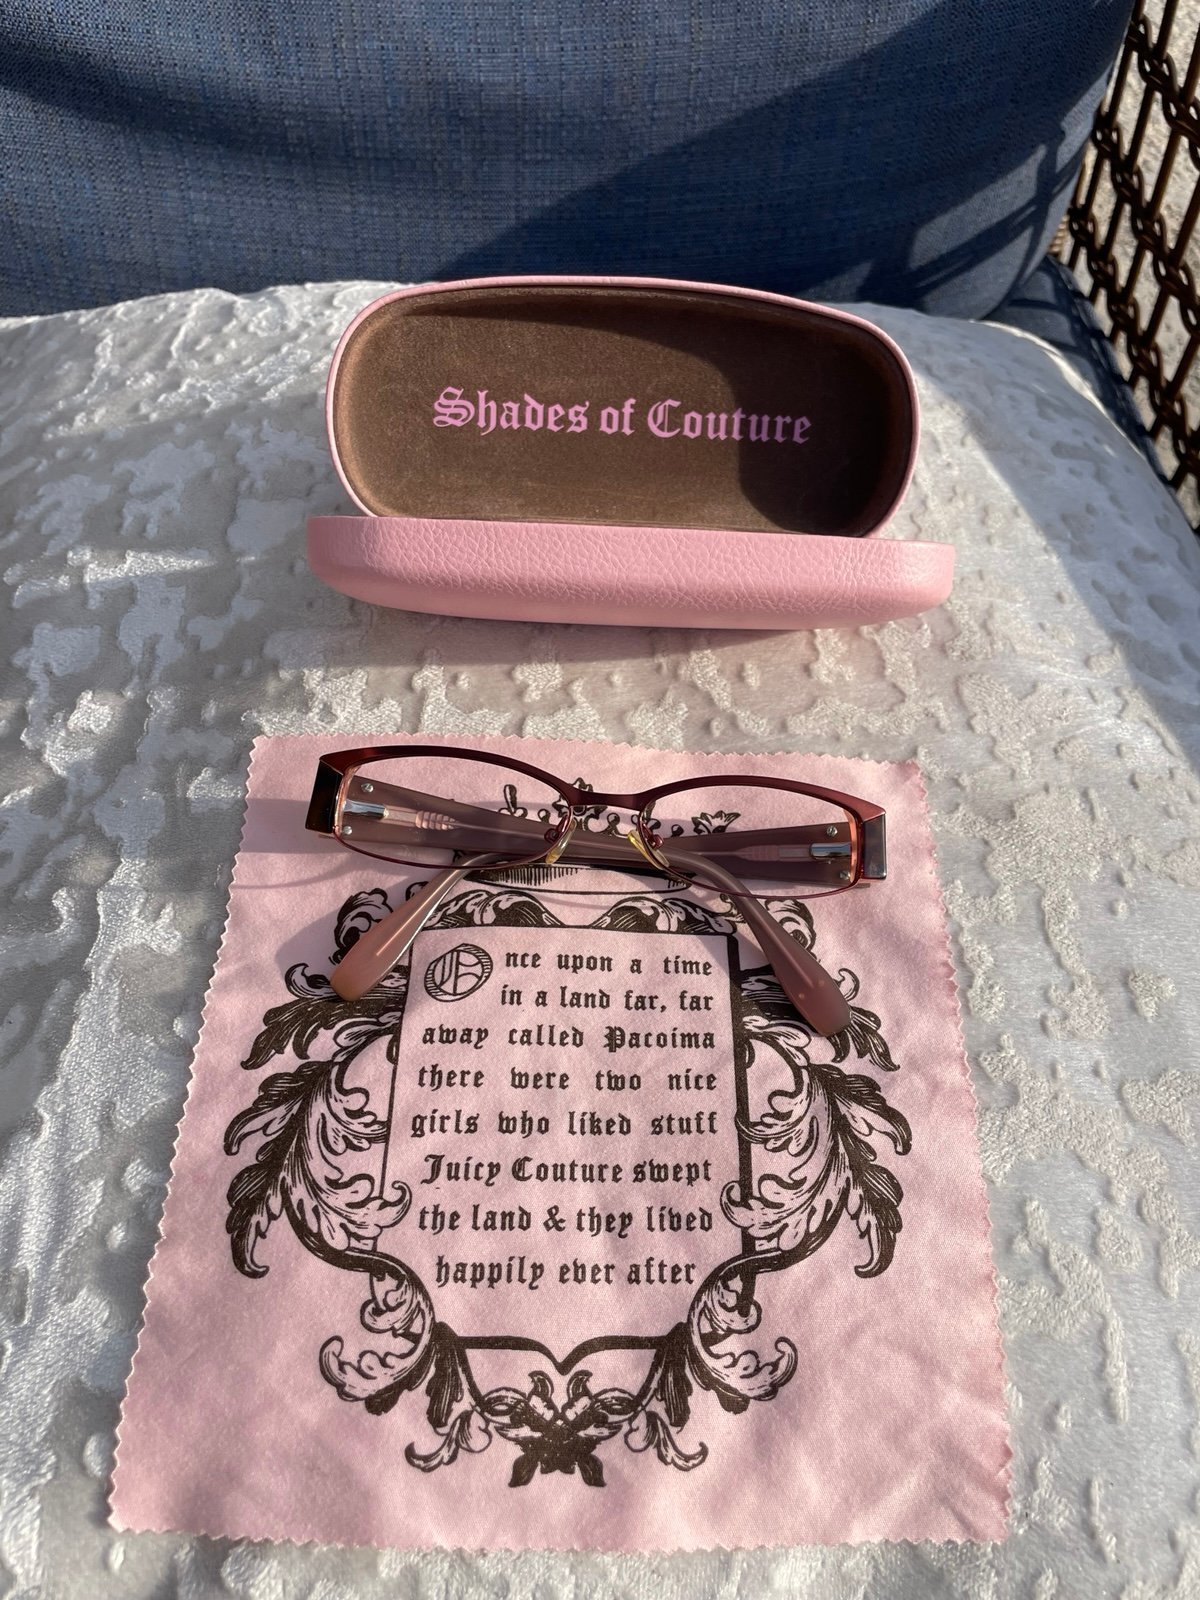 Shades of Couture
Once upon a time
in a land far, far
away called Pacoima
there were two nice
girls who liked stuff
Juicy Couture swept
the land & they lived
happily ever after